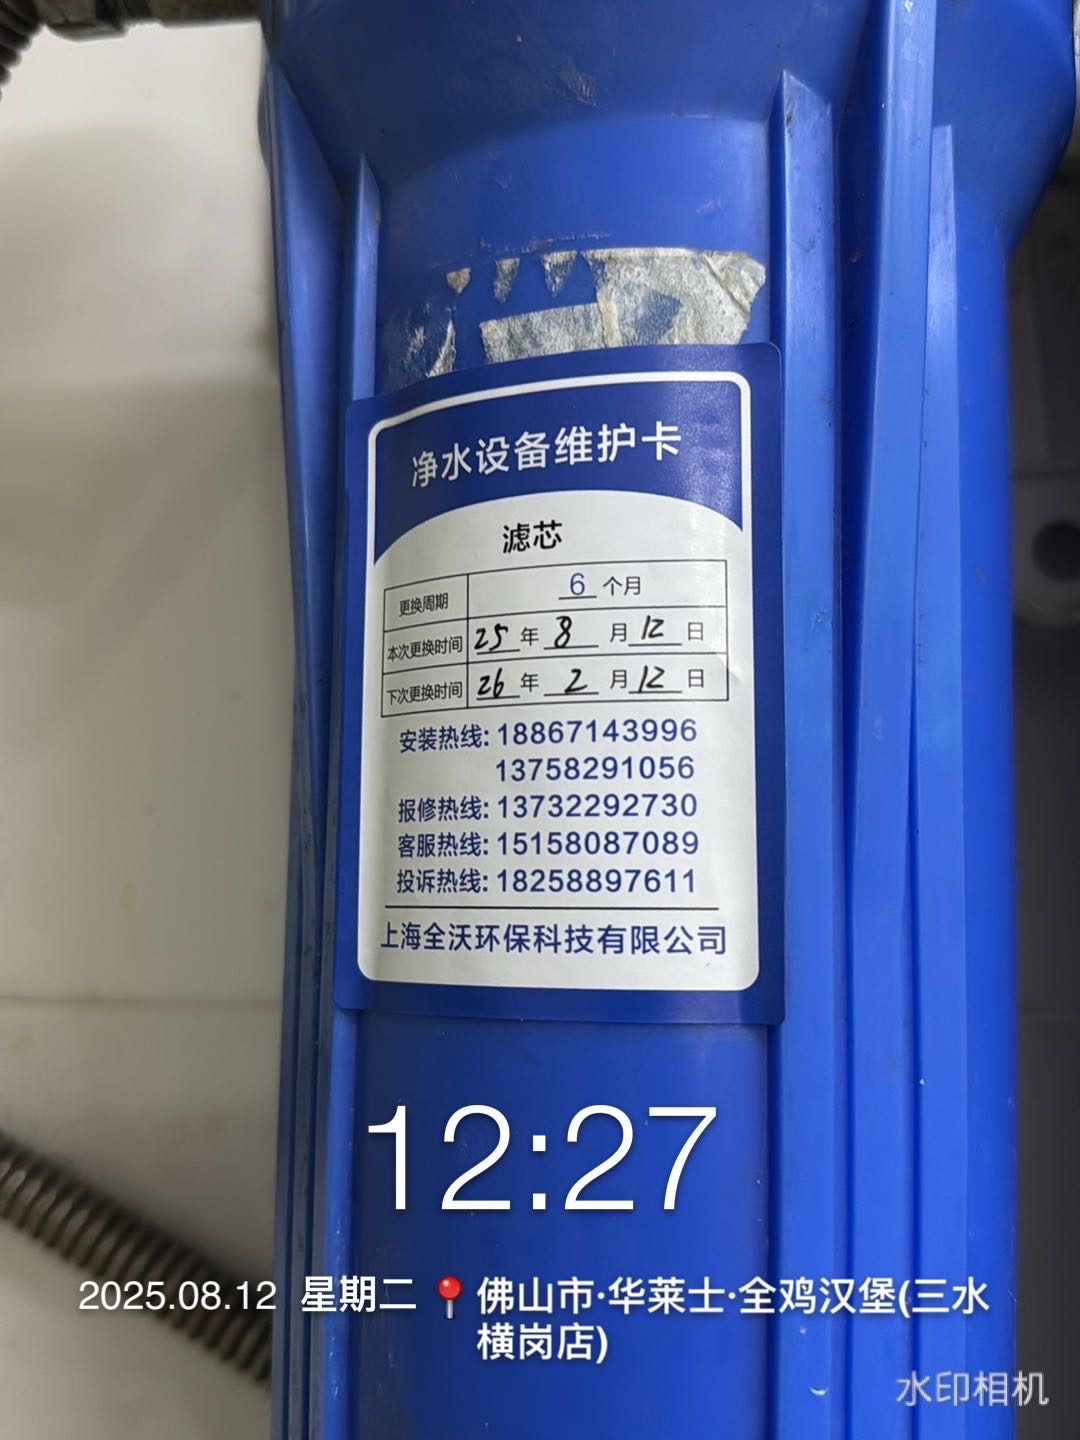 净水设备维护卡
滤芯
更换周期 6 个月
本次更换时间 25年 8 月 12 日
下次更换时间 26年 2 月 12 日
安装热线: 18867143996
13758291056
报修热线: 13732292730
客服热线: 15158087089
投诉热线: 18258897611
上海全沃环保科技有限公司
12:27
2025.08.12 星期二 佛山市·华莱士·全鸡汉堡(三水
横岗店)
水印相机